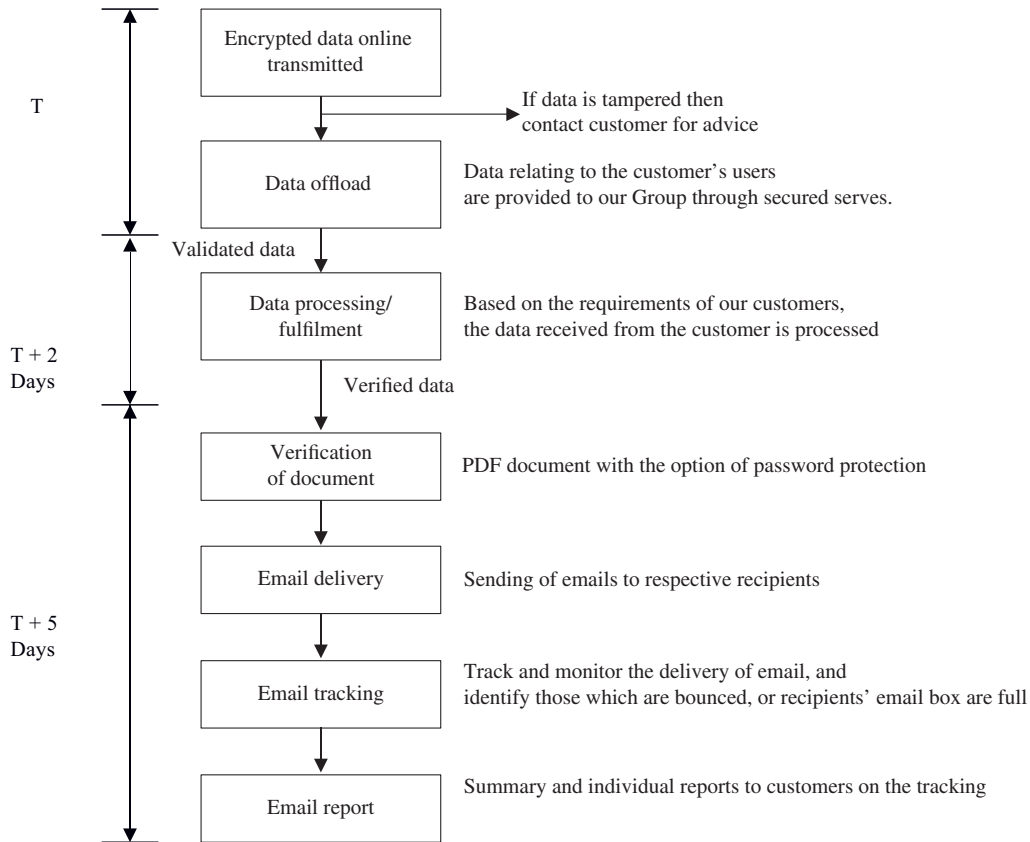 Encrypted data online
transmitted
T
If data is tampered then
contact customer for advice
Data offload
Data relating to the customer’s users
are provided to our Group through secured serves.
Validated data
Data processing/
fulfilment
Based on the requirements of our customers,
the data received from the customer is processed
T + 2
Days
Verified data
Verification
of document
PDF document with the option of password protection
Email delivery
Sending of emails to respective recipients
T + 5
Days
Email tracking
Track and monitor the delivery of email, and
identify those which are bounced, or recipients’ email box are full
Email report
Summary and individual reports to customers on the tracking